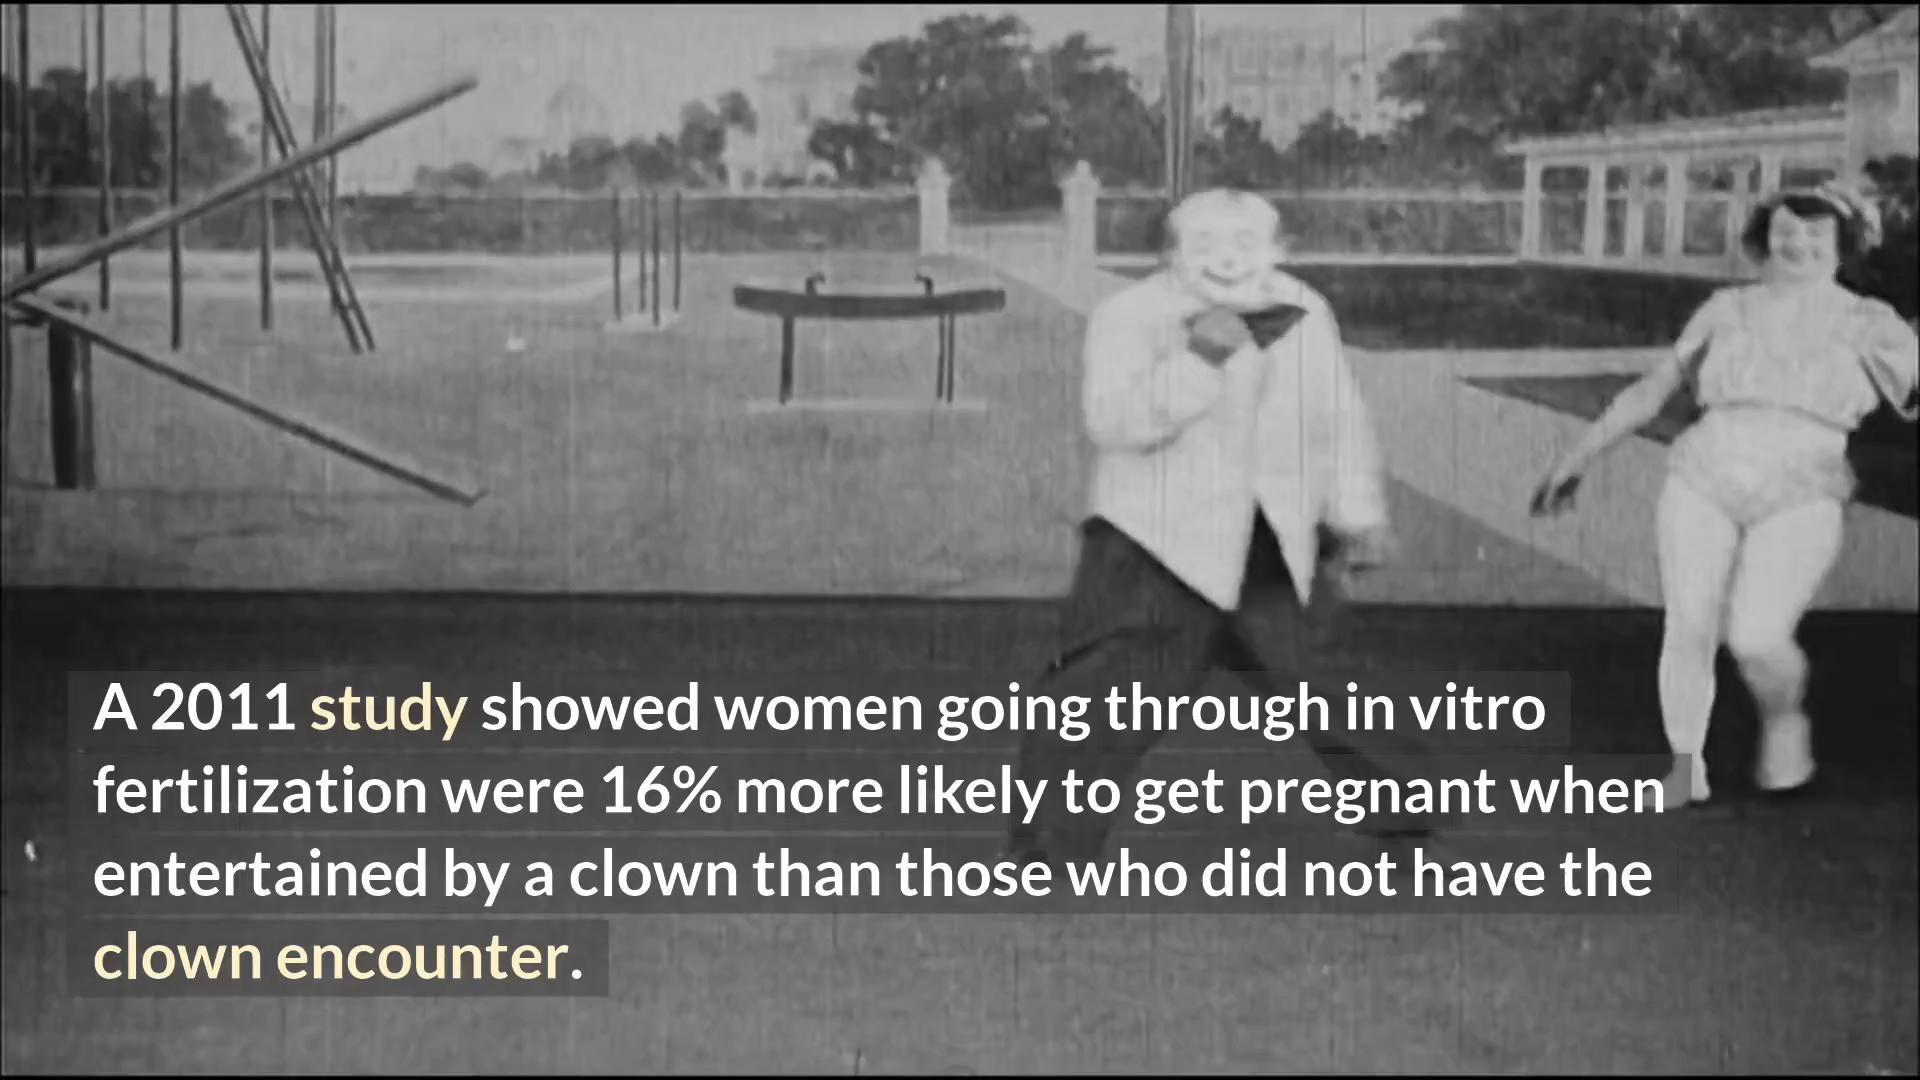 A 2011 study showed women going through in vitro
fertilization were 16% more likely to get pregnant when
entertained by a clown than those who did not have the
clown encounter.